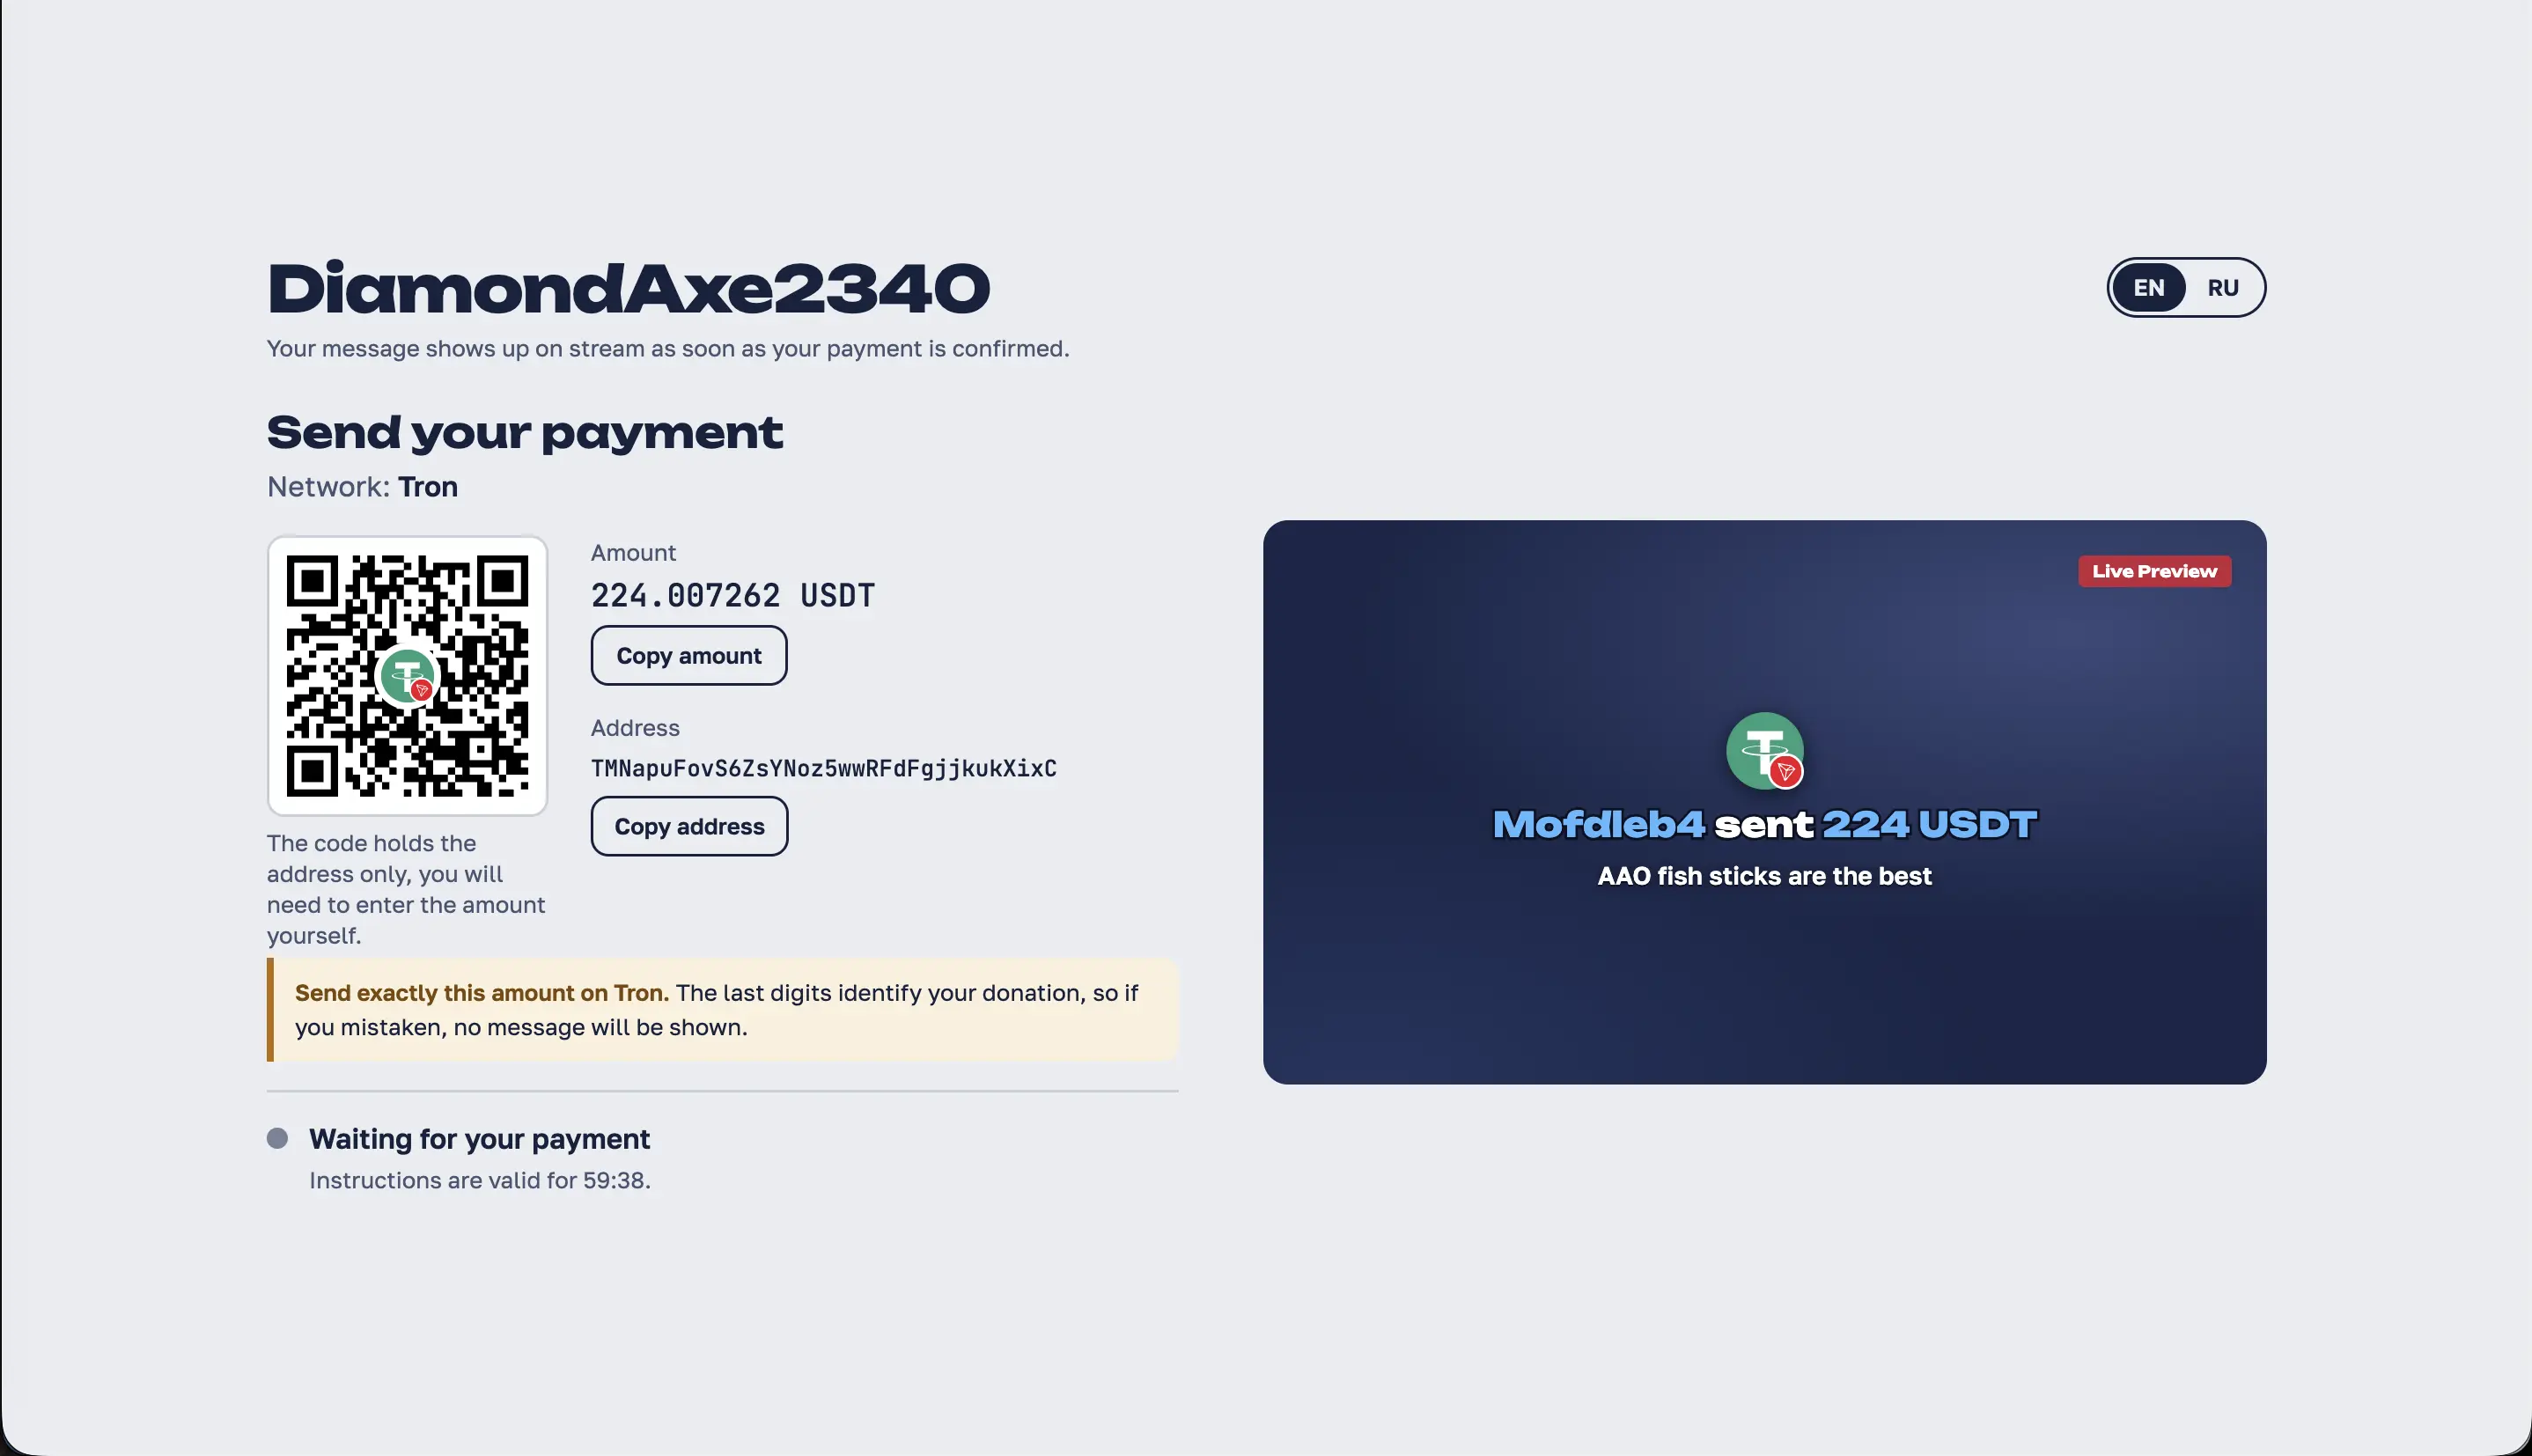 DiamondAxe2340
EN RU
Your message shows up on stream as soon as your payment is confirmed.
Send your payment
Network: Tron
Amount
224.007262 USDT
Copy amount
Address
TMNapuFovS6ZsYNoz5wwRFdFgjjkukXixC
Copy address
The code holds the
address only, you will
need to enter the amount
yourself.
Send exactly this amount on Tron. The last digits identify your donation, so if
you mistaken, no message will be shown.
Waiting for your payment
Instructions are valid for 59:38.
Live Preview
Mofdleb4 sent 224 USDT
AAO fish sticks are the best